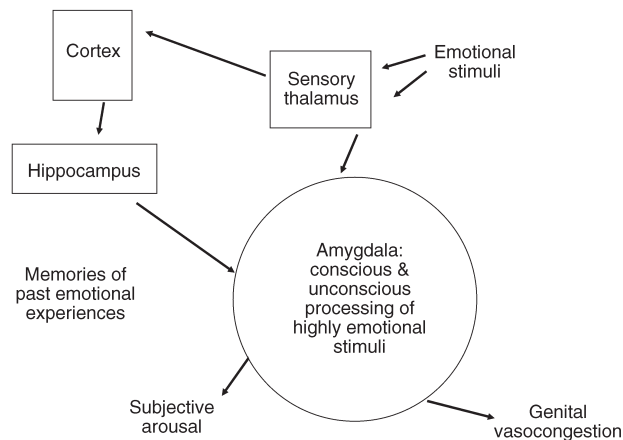 Cortex
Sensory
thalamus
Emotional
stimuli
Hippocampus
Amygdala:
conscious &
unconscious
processing of
highly emotional
stimuli
Memories of
past emotional
experiences
Subjective
arousal
Genital
vasocongestion